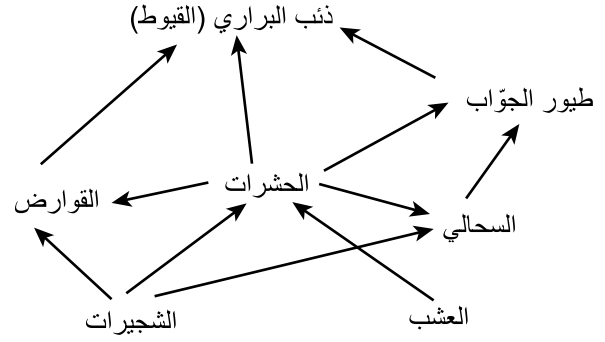 ذئب البراري (القيوط)
طيور الجوّاب
الحشرات
القوارض
السحالي
الشجيرات
العشب